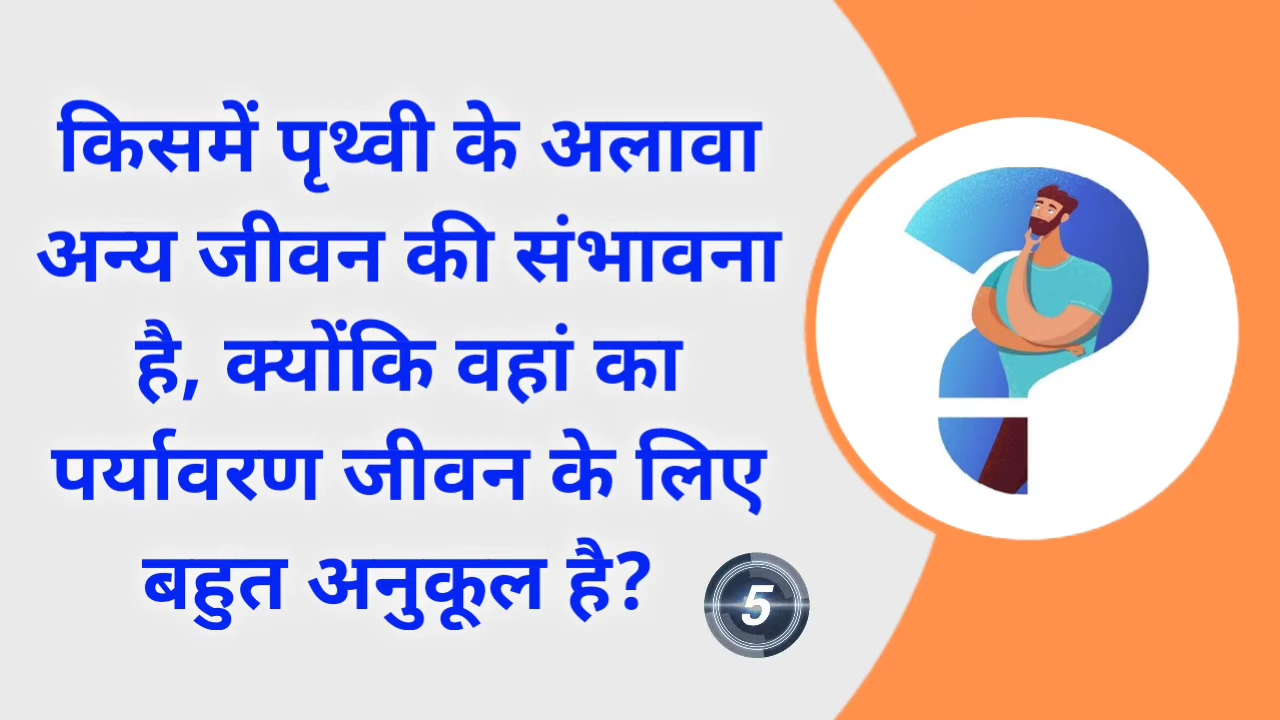 किसमें पृथ्वी के अलावा
अन्य जीवन की संभावना
है, क्योंकि वहां का
पर्यावरण जीवन के लिए
बहुत अनुकूल है?
5